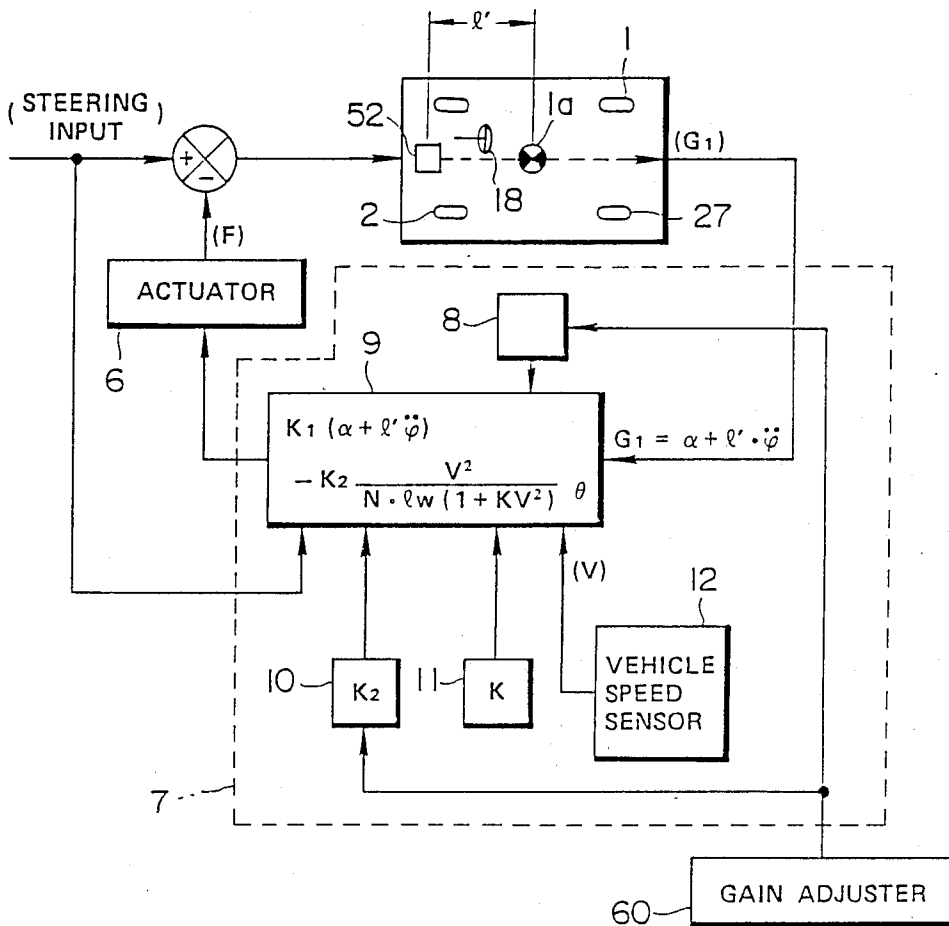 ℓ′
1
(STEERING INPUT)
52
1a
+
−
18
(G₁)
2
27
(F)
ACTUATOR
6
8
9
K₁ (α + ℓ′ φ̈)
− K₂ V² / N · ℓw (1 + KV²) θ
G₁ = α + ℓ′ · φ̈
(V)
12
10
K₂
11
K
VEHICLE
SPEED
SENSOR
7
GAIN ADJUSTER
60